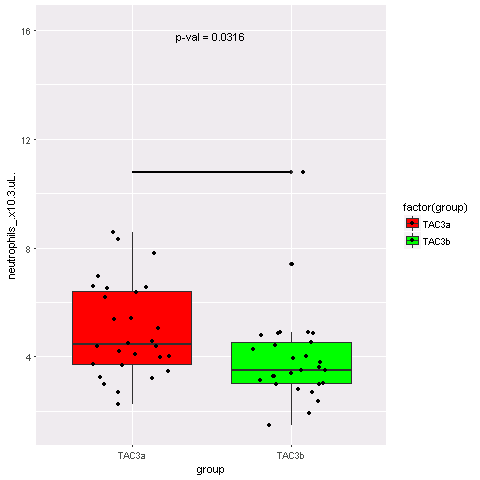 16
p-val = 0.0316
12
8
4
neutrophils_.x10.3.uL.
TAC3a
TAC3b
group
factor(group)
TAC3a
TAC3b